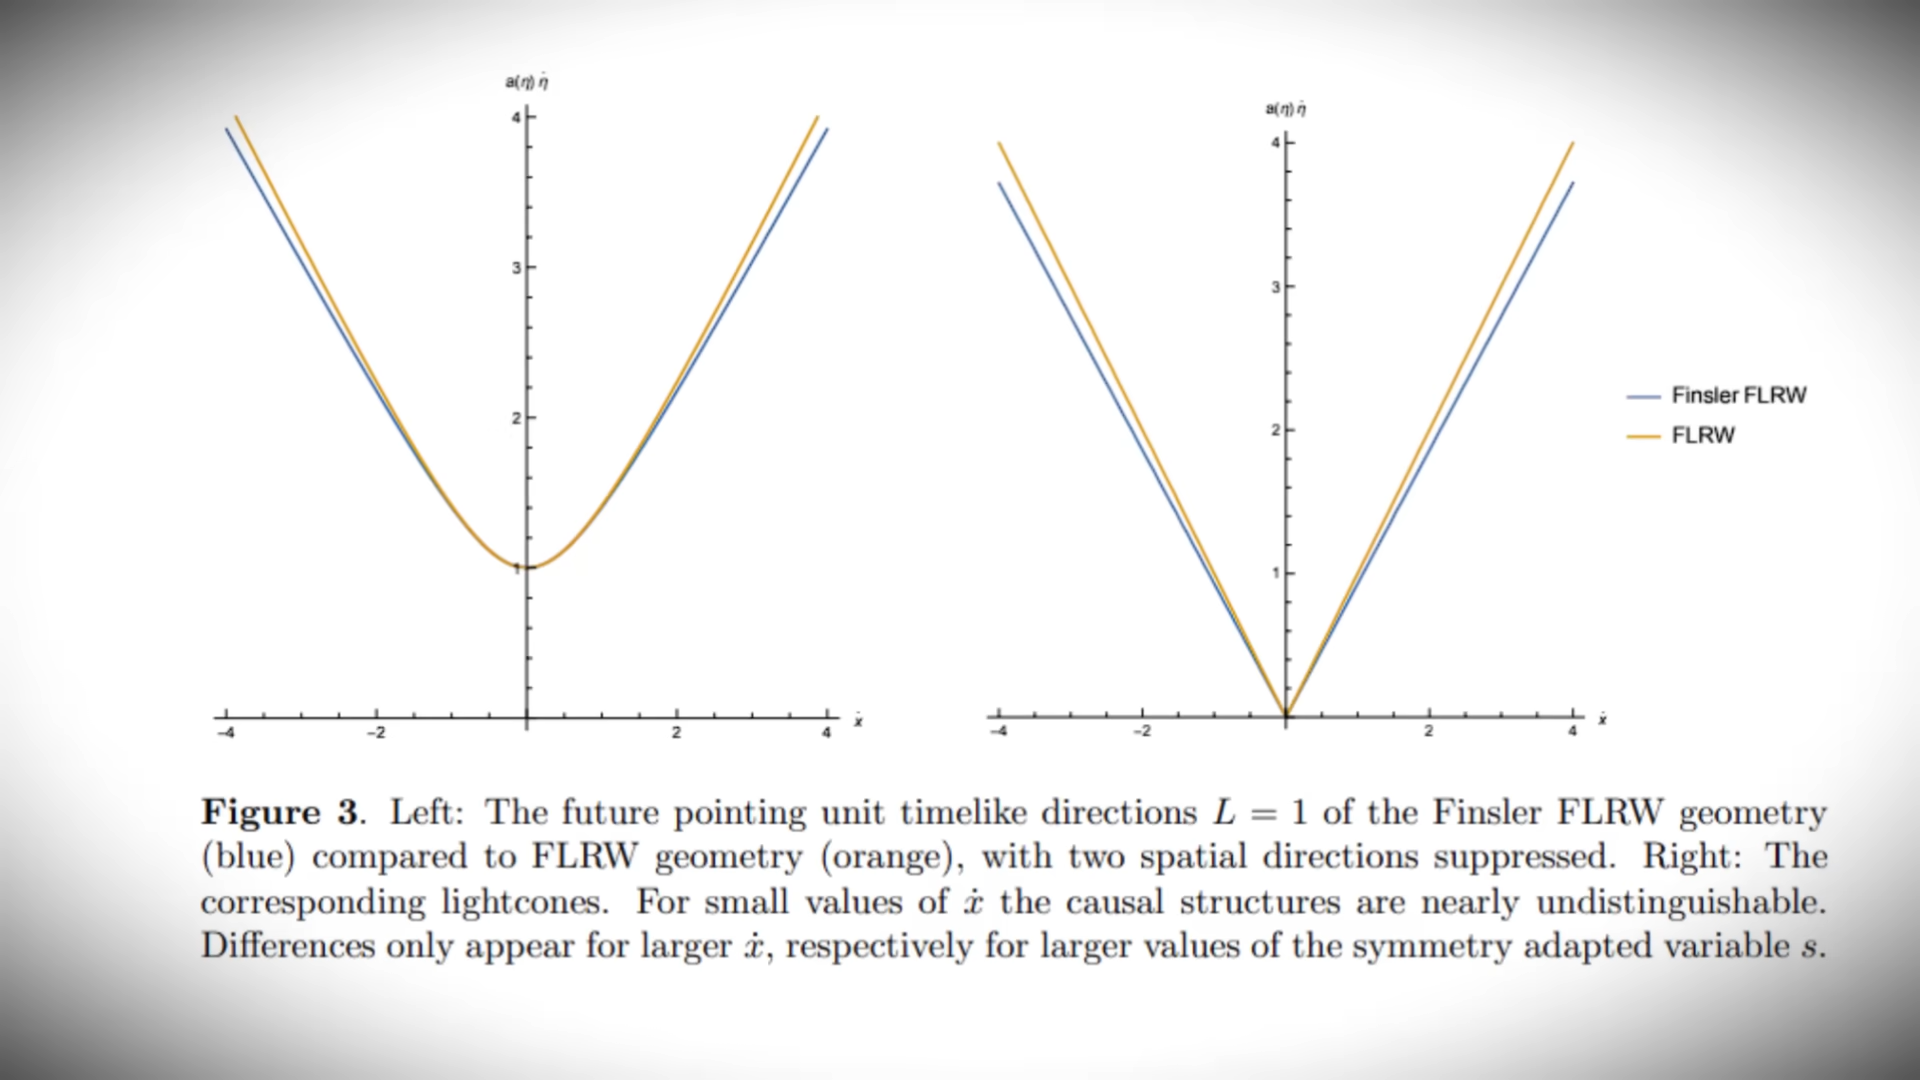 a(η) η̇
4
3
2
1
-4
-2
2
4
ẋ
a(η) η̇
4
3
2
1
-4
-2
2
4
ẋ
Finsler FLRW
FLRW
Figure 3. Left: The future pointing unit timelike directions L = 1 of the Finsler FLRW geometry
(blue) compared to FLRW geometry (orange), with two spatial directions suppressed. Right: The
corresponding lightcones. For small values of ẋ the causal structures are nearly undistinguishable.
Differences only appear for larger ẋ, respectively for larger values of the symmetry adapted variable s.